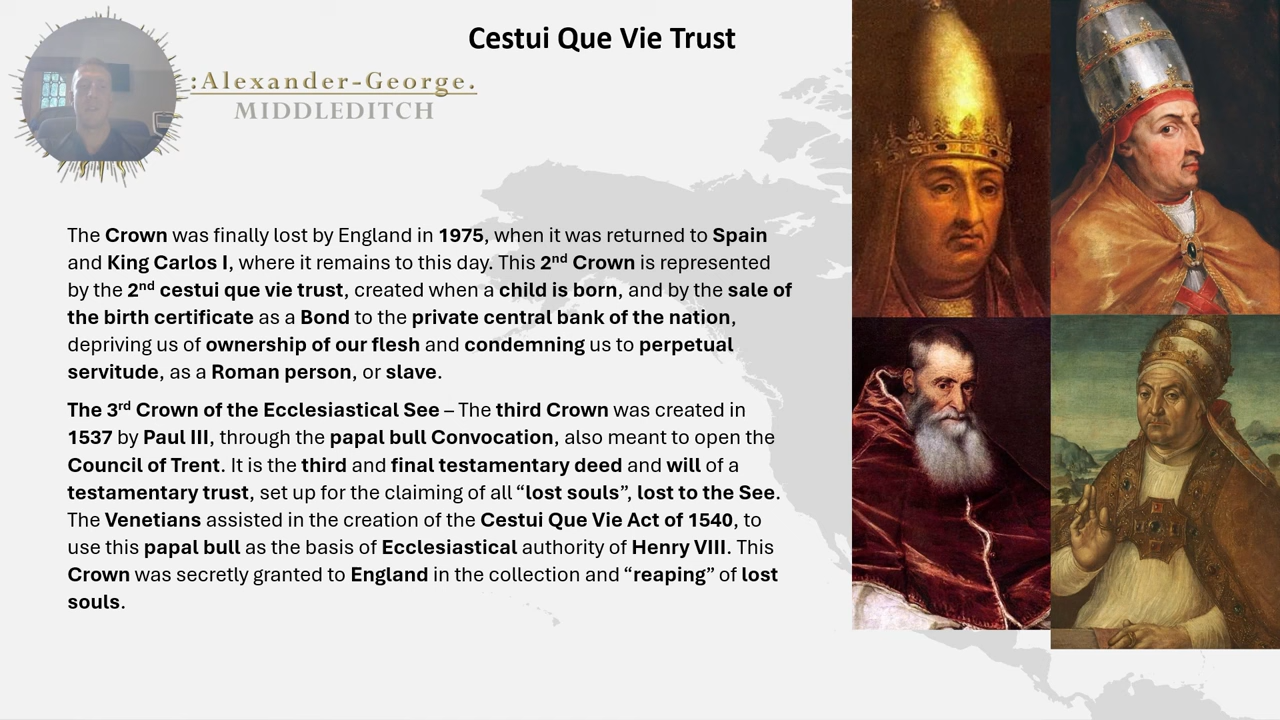 Cestui Que Vie Trust
:Alexander-George.
MIDDLEDITCH
The Crown was finally lost by England in 1975, when it was returned to Spain
and King Carlos I, where it remains to this day. This 2nd Crown is represented
by the 2nd cestui que vie trust, created when a child is born, and by the sale of
the birth certificate as a Bond to the private central bank of the nation,
depriving us of ownership of our flesh and condemning us to perpetual
servitude, as a Roman person, or slave.
The 3rd Crown of the Ecclesiastical See – The third Crown was created in
1537 by Paul III, through the papal bull Convocation, also meant to open the
Council of Trent. It is the third and final testamentary deed and will of a
testamentary trust, set up for the claiming of all “lost souls”, lost to the See.
The Venetians assisted in the creation of the Cestui Que Vie Act of 1540, to
use this papal bull as the basis of Ecclesiastical authority of Henry VIII. This
Crown was secretly granted to England in the collection and “reaping” of lost
souls.